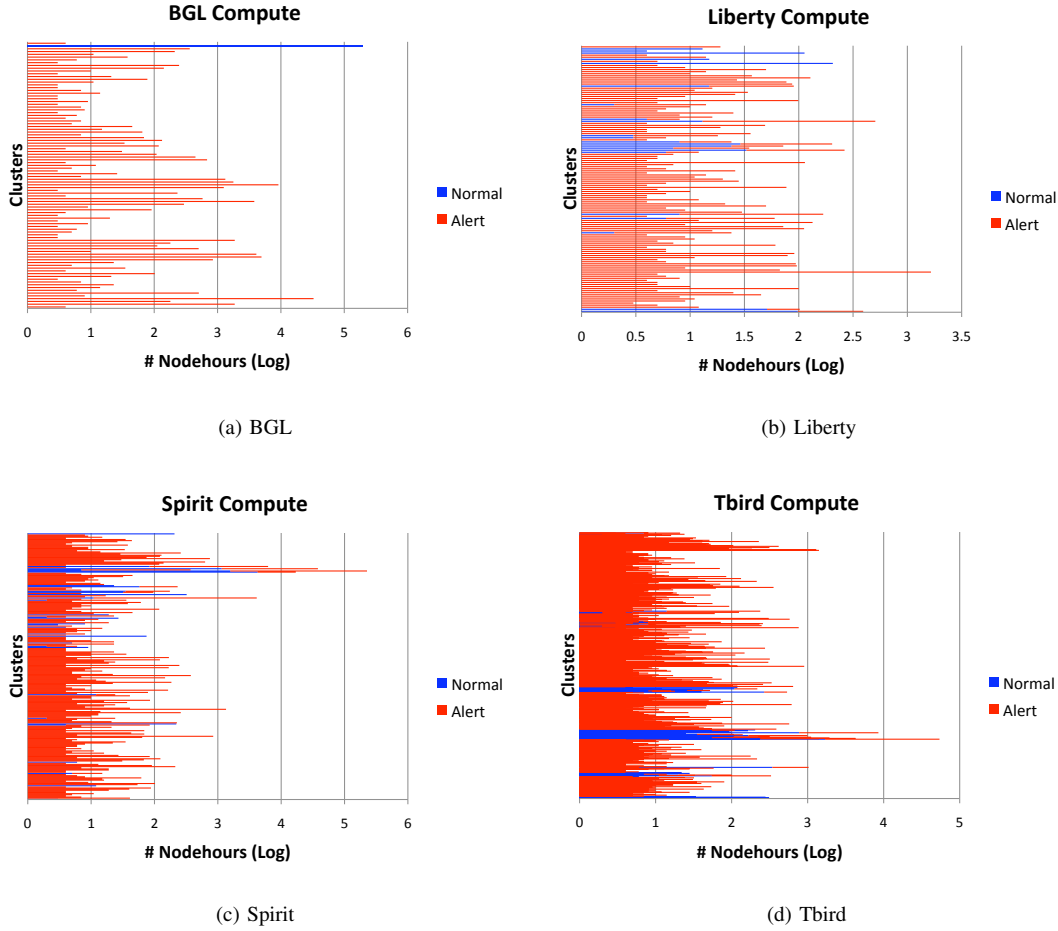 BGL Compute
Clusters
Normal
Alert
0 1 2 3 4 5 6
# Nodehours (Log)
(a) BGL
Liberty Compute
Clusters
Normal
Alert
0 0.5 1 1.5 2 2.5 3 3.5
# Nodehours (Log)
(b) Liberty
Spirit Compute
Clusters
Normal
Alert
0 1 2 3 4 5 6
# Nodehours (Log)
(c) Spirit
Tbird Compute
Clusters
Normal
Alert
0 1 2 3 4 5
# Nodehours (Log)
(d) Tbird